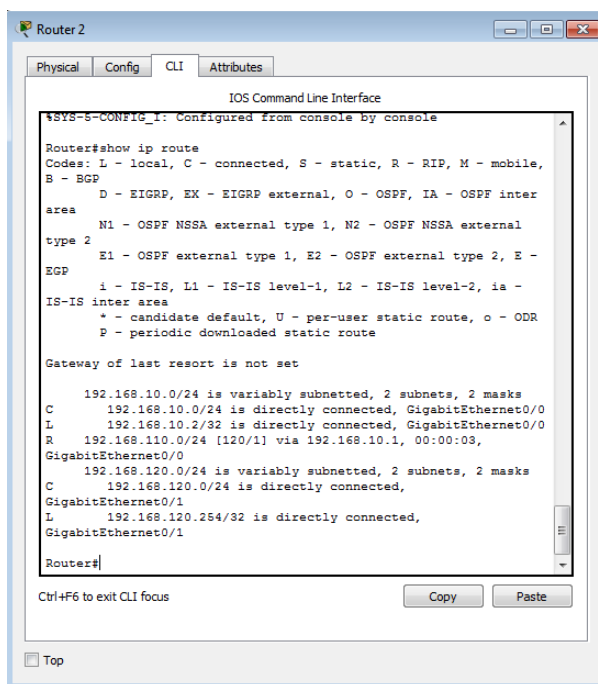 Router 2
Physical Config CLI Attributes
IOS Command Line Interface
%SYS-5-CONFIG_I: Configured from console by console
Router#show ip route
Codes: L - local, C - connected, S - static, R - RIP, M - mobile,
B - BGP
D - EIGRP, EX - EIGRP external, O - OSPF, IA - OSPF inter
area
N1 - OSPF NSSA external type 1, N2 - OSPF NSSA external
type 2
E1 - OSPF external type 1, E2 - OSPF external type 2, E -
EGP
i - IS-IS, L1 - IS-IS level-1, L2 - IS-IS level-2, ia -
IS-IS inter area
* - candidate default, U - per-user static route, o - ODR
P - periodic downloaded static route
Gateway of last resort is not set
192.168.10.0/24 is variably subnetted, 2 subnets, 2 masks
C 192.168.10.0/24 is directly connected, GigabitEthernet0/0
L 192.168.10.2/32 is directly connected, GigabitEthernet0/0
R 192.168.110.0/24 [120/1] via 192.168.10.1, 00:00:03,
GigabitEthernet0/0
192.168.120.0/24 is variably subnetted, 2 subnets, 2 masks
C 192.168.120.0/24 is directly connected,
GigabitEthernet0/1
L 192.168.120.254/32 is directly connected,
GigabitEthernet0/1
Router#
Ctrl+F6 to exit CLI focus Copy Paste
Top